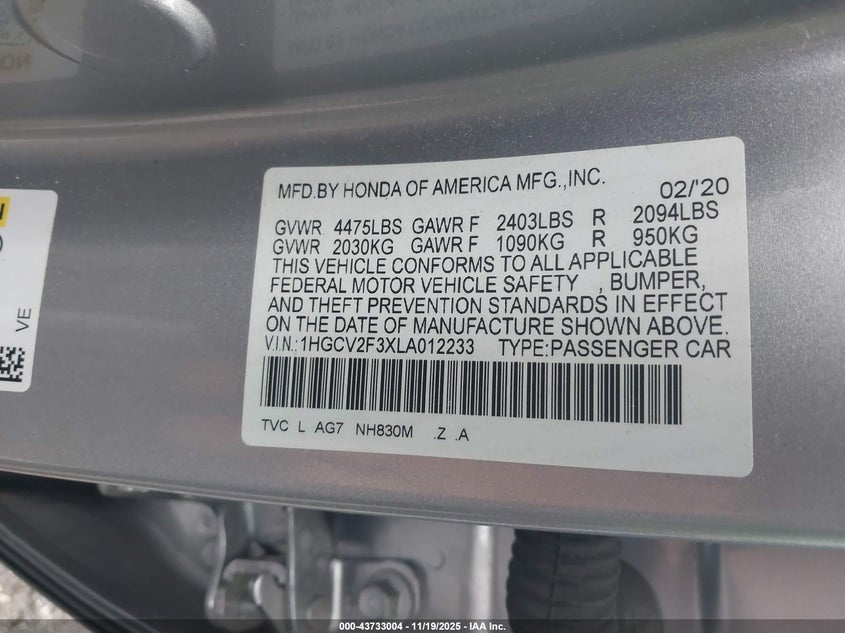 MFD.BY HONDA OF AMERICA MFG.,INC. 02/'20
GVWR 4475LBS GAWR F 2403LBS R 2094LBS
GVWR 2030KG GAWR F 1090KG R 950KG
THIS VEHICLE CONFORMS TO ALL APPLICABLE
FEDERAL MOTOR VEHICLE SAFETY , BUMPER,
AND THEFT PREVENTION STANDARDS IN EFFECT
ON THE DATE OF MANUFACTURE SHOWN ABOVE.
V.I.N.:1HGCV2F3XLA012233 TYPE:PASSENGER CAR
TVC L AG7 NH830M .Z .A
VE
000-43733004 | 11/19/2025 - IAA Inc.